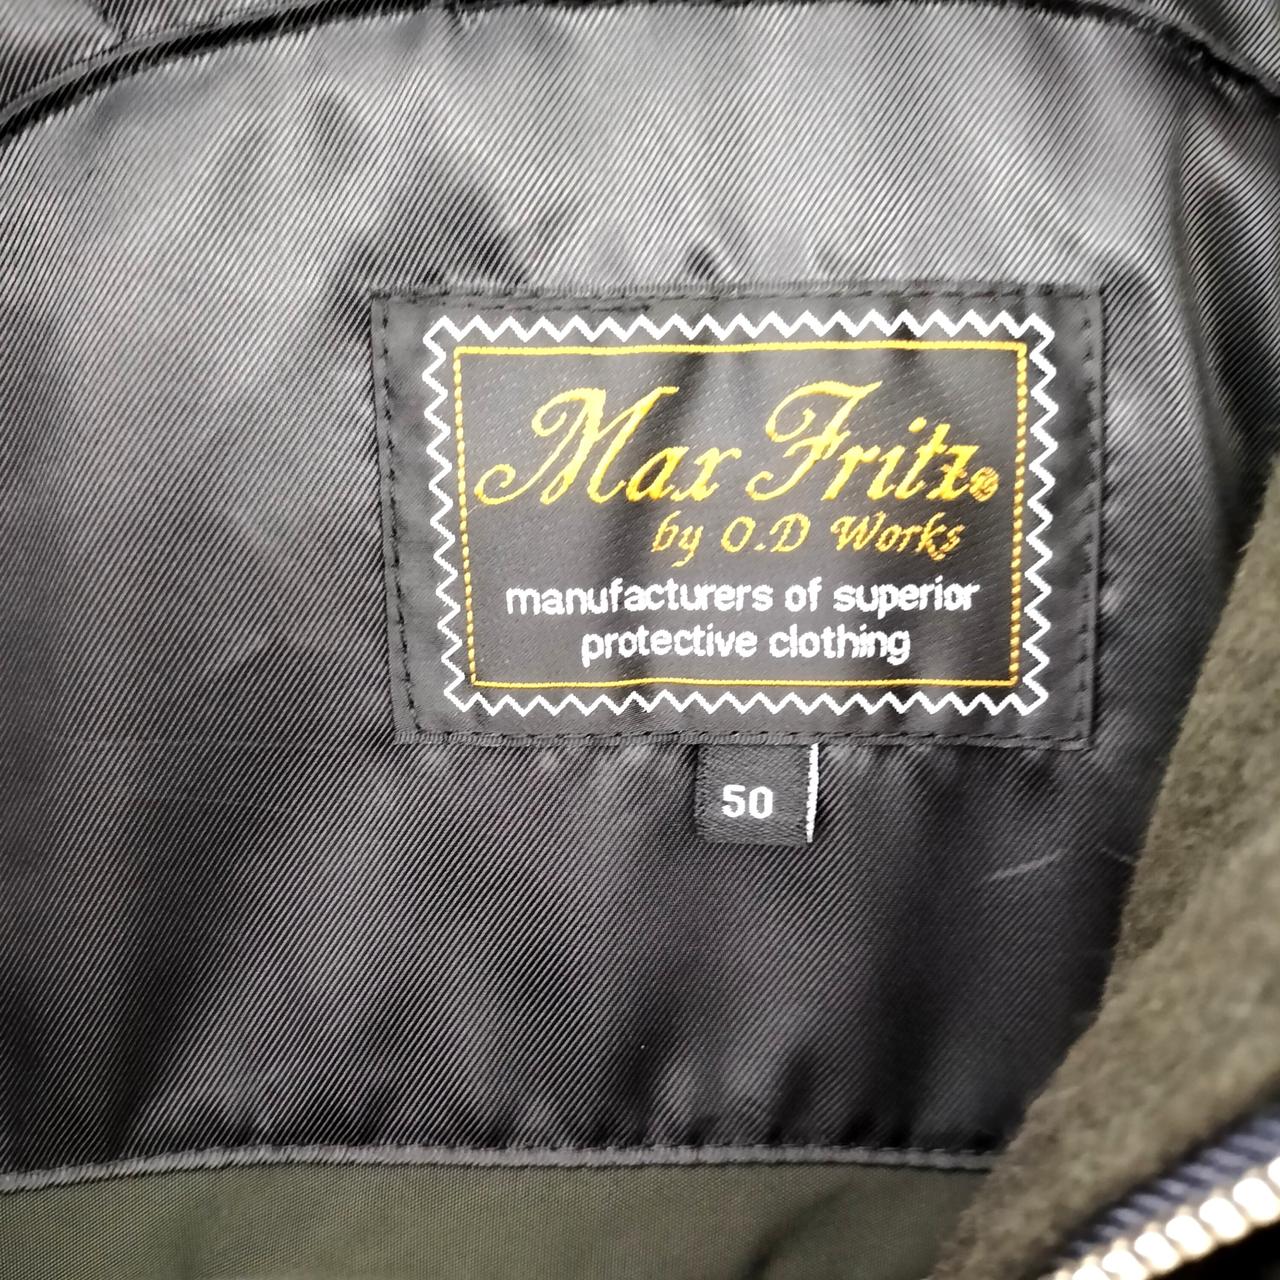 Max Fritz®
by O.D Works
manufacturers of superior
protective clothing
50